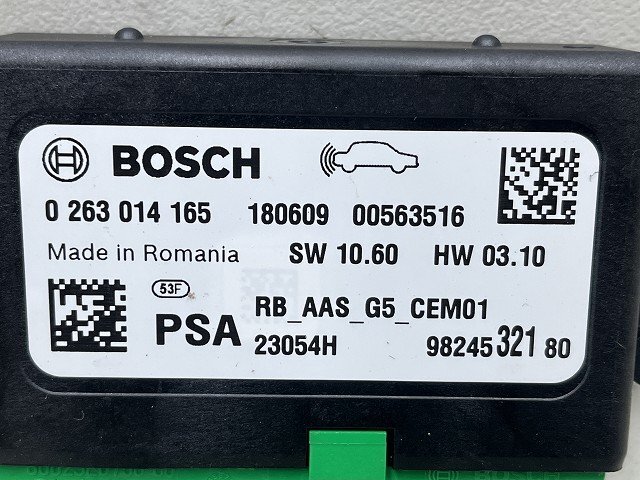 BOSCH
0 263 014 165 180609 00563516
Made in Romania SW 10.60 HW 03.10
53F
PSA RB_AAS_G5_CEM01
23054H 98245 321 80
BOSCH